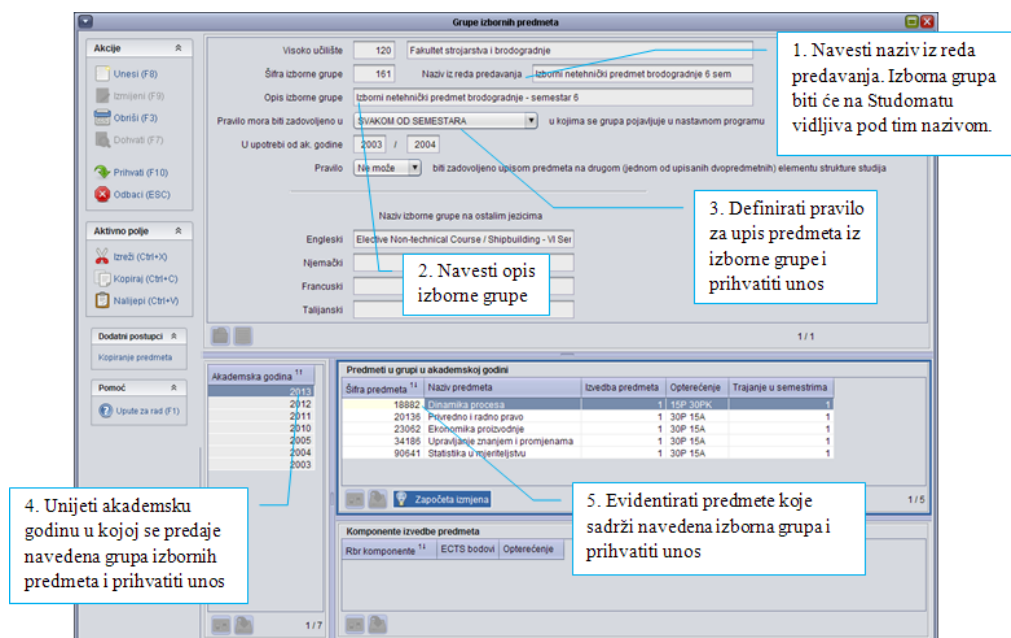 Grupe izbornih predmeta
Akcije
Unesi (F8)
Izmijeni (F9)
Obriši (F3)
Dohvati (F7)
Prihvati (F10)
Odbaci (ESC)
Aktivno polje
Izreži (Ctrl+X)
Kopiraj (Ctrl+C)
Nalijepi (Ctrl+V)
Dodatni postupci
Kopiranje predmeta
Pomoć
Upute za rad (F1)
Visoko učilište 120 Fakultet strojarstva i brodogradnje
Šifra izborne grupe 161 Naziv iz reda predavanja Izborni netehnički predmet brodogradnje 6 sem
Opis izborne grupe Izborni netehnički predmet brodogradnje - semestar 6
Pravilo mora biti zadovoljeno u SVAKOM OD SEMESTARA u kojima se grupa pojavljuje u nastavnom programu
U upotrebi od ak. godine 2003 / 2004
Pravilo Ne može biti zadovoljeno upisom predmeta na drugom (jednom od upisanih dvopredmetnih) elementu strukture studija
Naziv izborne grupe na ostalim jezicima
Engleski Elective Non-technical Course / Shipbuilding - VI Ser
Njemački
Francuski
Talijanski
1 / 1
1. Navesti naziv iz reda
predavanja. Izborna grupa
biti će na Studomatu
vidljiva pod tim nazivom.
2. Navesti opis
izborne grupe
3. Definirati pravilo
za upis predmeta iz
izborne grupe i
prihvatiti unos
Akademska godina
2013
2012
2011
2010
2005
2004
2003
1 / 7
Predmeti u grupi u akademskoj godini
Šifra predmeta Naziv predmeta Izvedba predmeta Opterećenje Trajanje u semestrima
18882 Dinamika procesa 1 15P 30PK 1
20136 Privredno i radno pravo 1 30P 15A 1
23062 Ekonomika proizvodnje 1 30P 15A 1
34186 Upravljanje znanjem i promjenama 1 30P 15A 1
90641 Statistika u mjeriteljstvu 1 30P 15A 1
Započeta izmjena
1 / 5
4. Unijeti akademsku
godinu u kojoj se predaje
navedena grupa izbornih
predmeta i prihvatiti unos
5. Evidentirati predmete koje
sadrži navedena izborna grupa i
prihvatiti unos
Komponente izvedbe predmeta
Rbr komponente ECTS bodovi Opterećenje